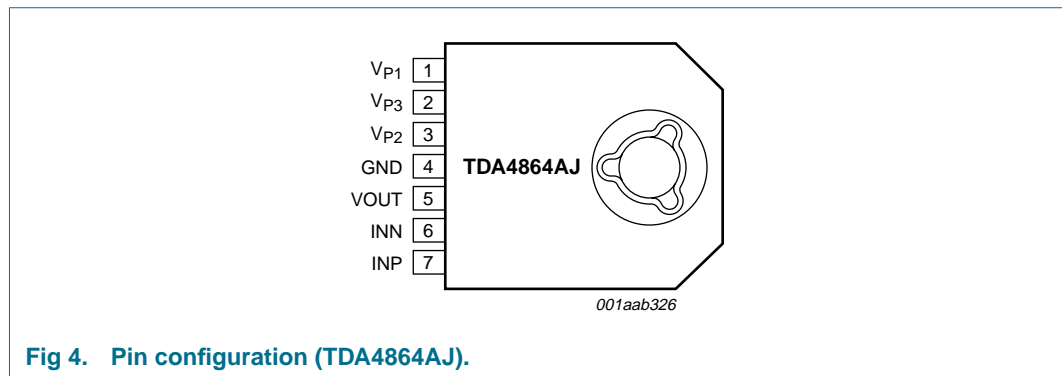 VP1 1
VP3 2
VP2 3
GND 4
VOUT 5
INN 6
INP 7
TDA4864AJ
001aab326
Fig 4. Pin configuration (TDA4864AJ).